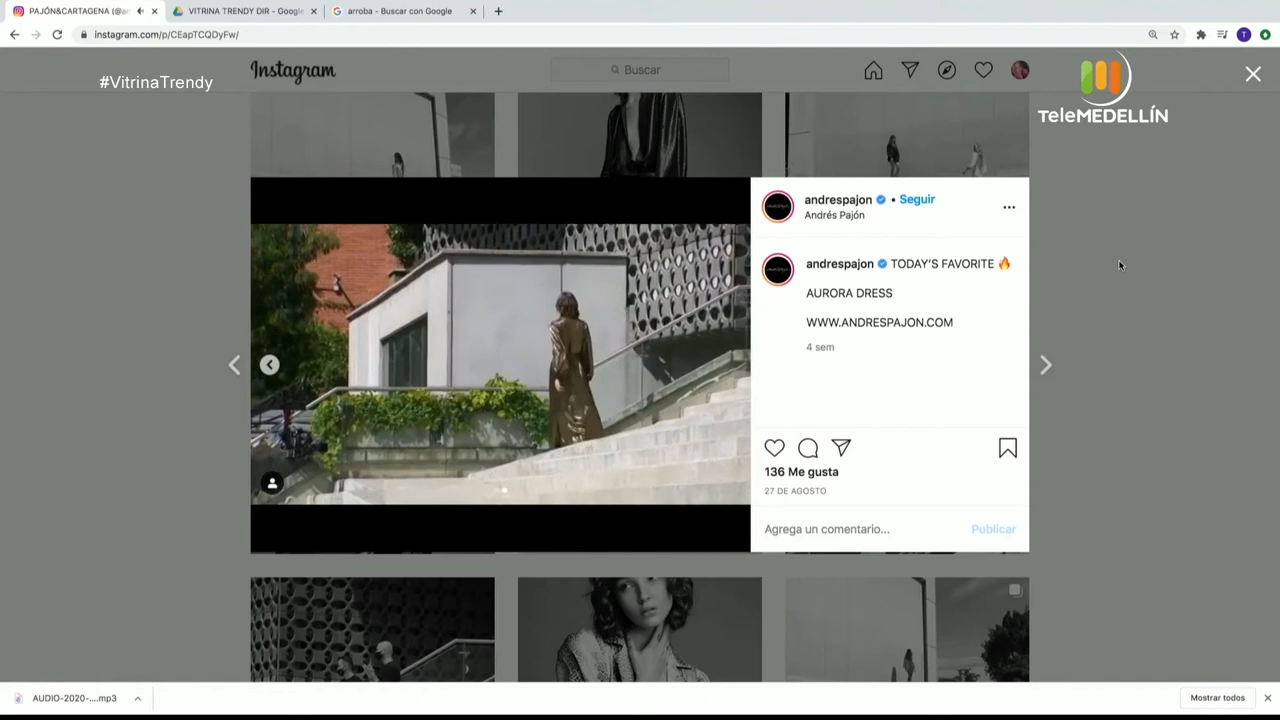 PAJÓN&CARTAGENA (@a
VITRINA TRENDY DIR - Google
arroba - Buscar con Google
instagram.com/p/CEapTCQDyFw/
T
#VitrinaTrendy
Instagram
Buscar
TeleMEDELLÍN
andrespajon • Seguir
Andrés Pajón
andrespajon TODAY'S FAVORITE 🔥
AURORA DRESS
WWW.ANDRESPAJON.COM
4 sem
136 Me gusta
27 DE AGOSTO
Agrega un comentario...
Publicar
AUDIO-2020-....mp3
Mostrar todos